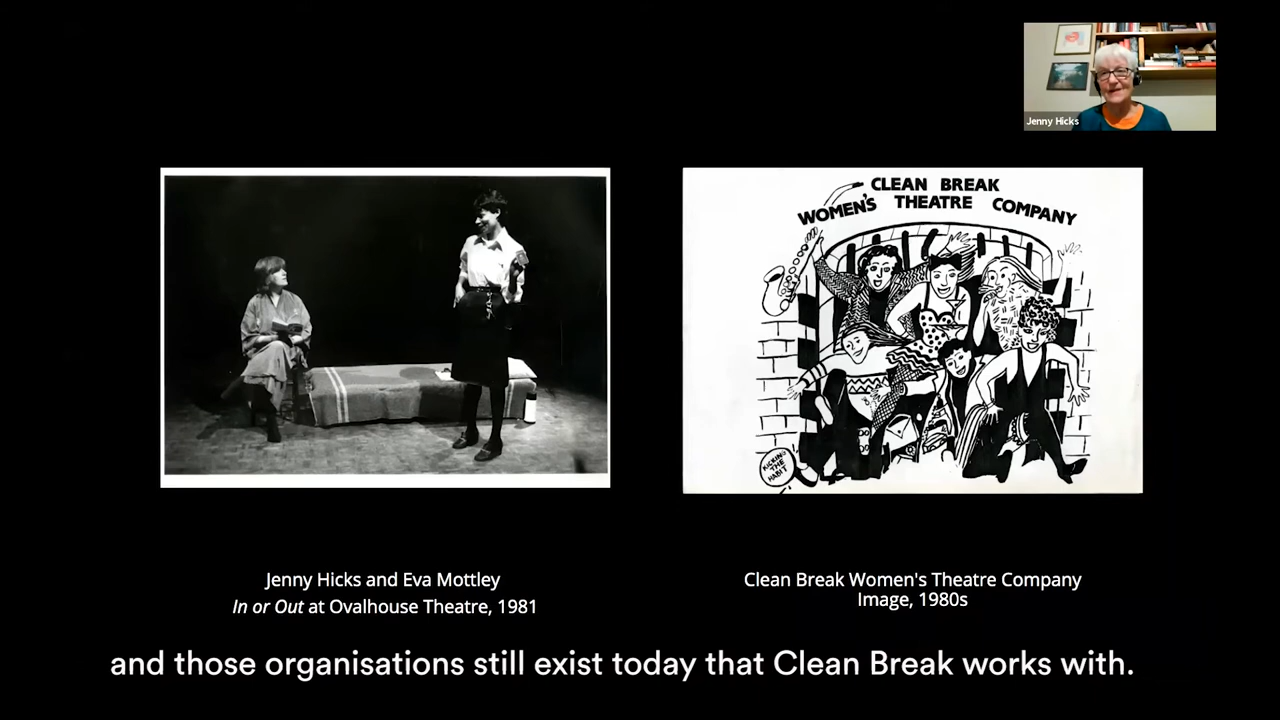 Jenny Hicks
CLEAN BREAK
WOMEN'S THEATRE COMPANY
KICKING
THE
HABIT
Jenny Hicks and Eva Mottley
In or Out at Ovalhouse Theatre, 1981
Clean Break Women's Theatre Company
Image, 1980s
and those organisations still exist today that Clean Break works with.